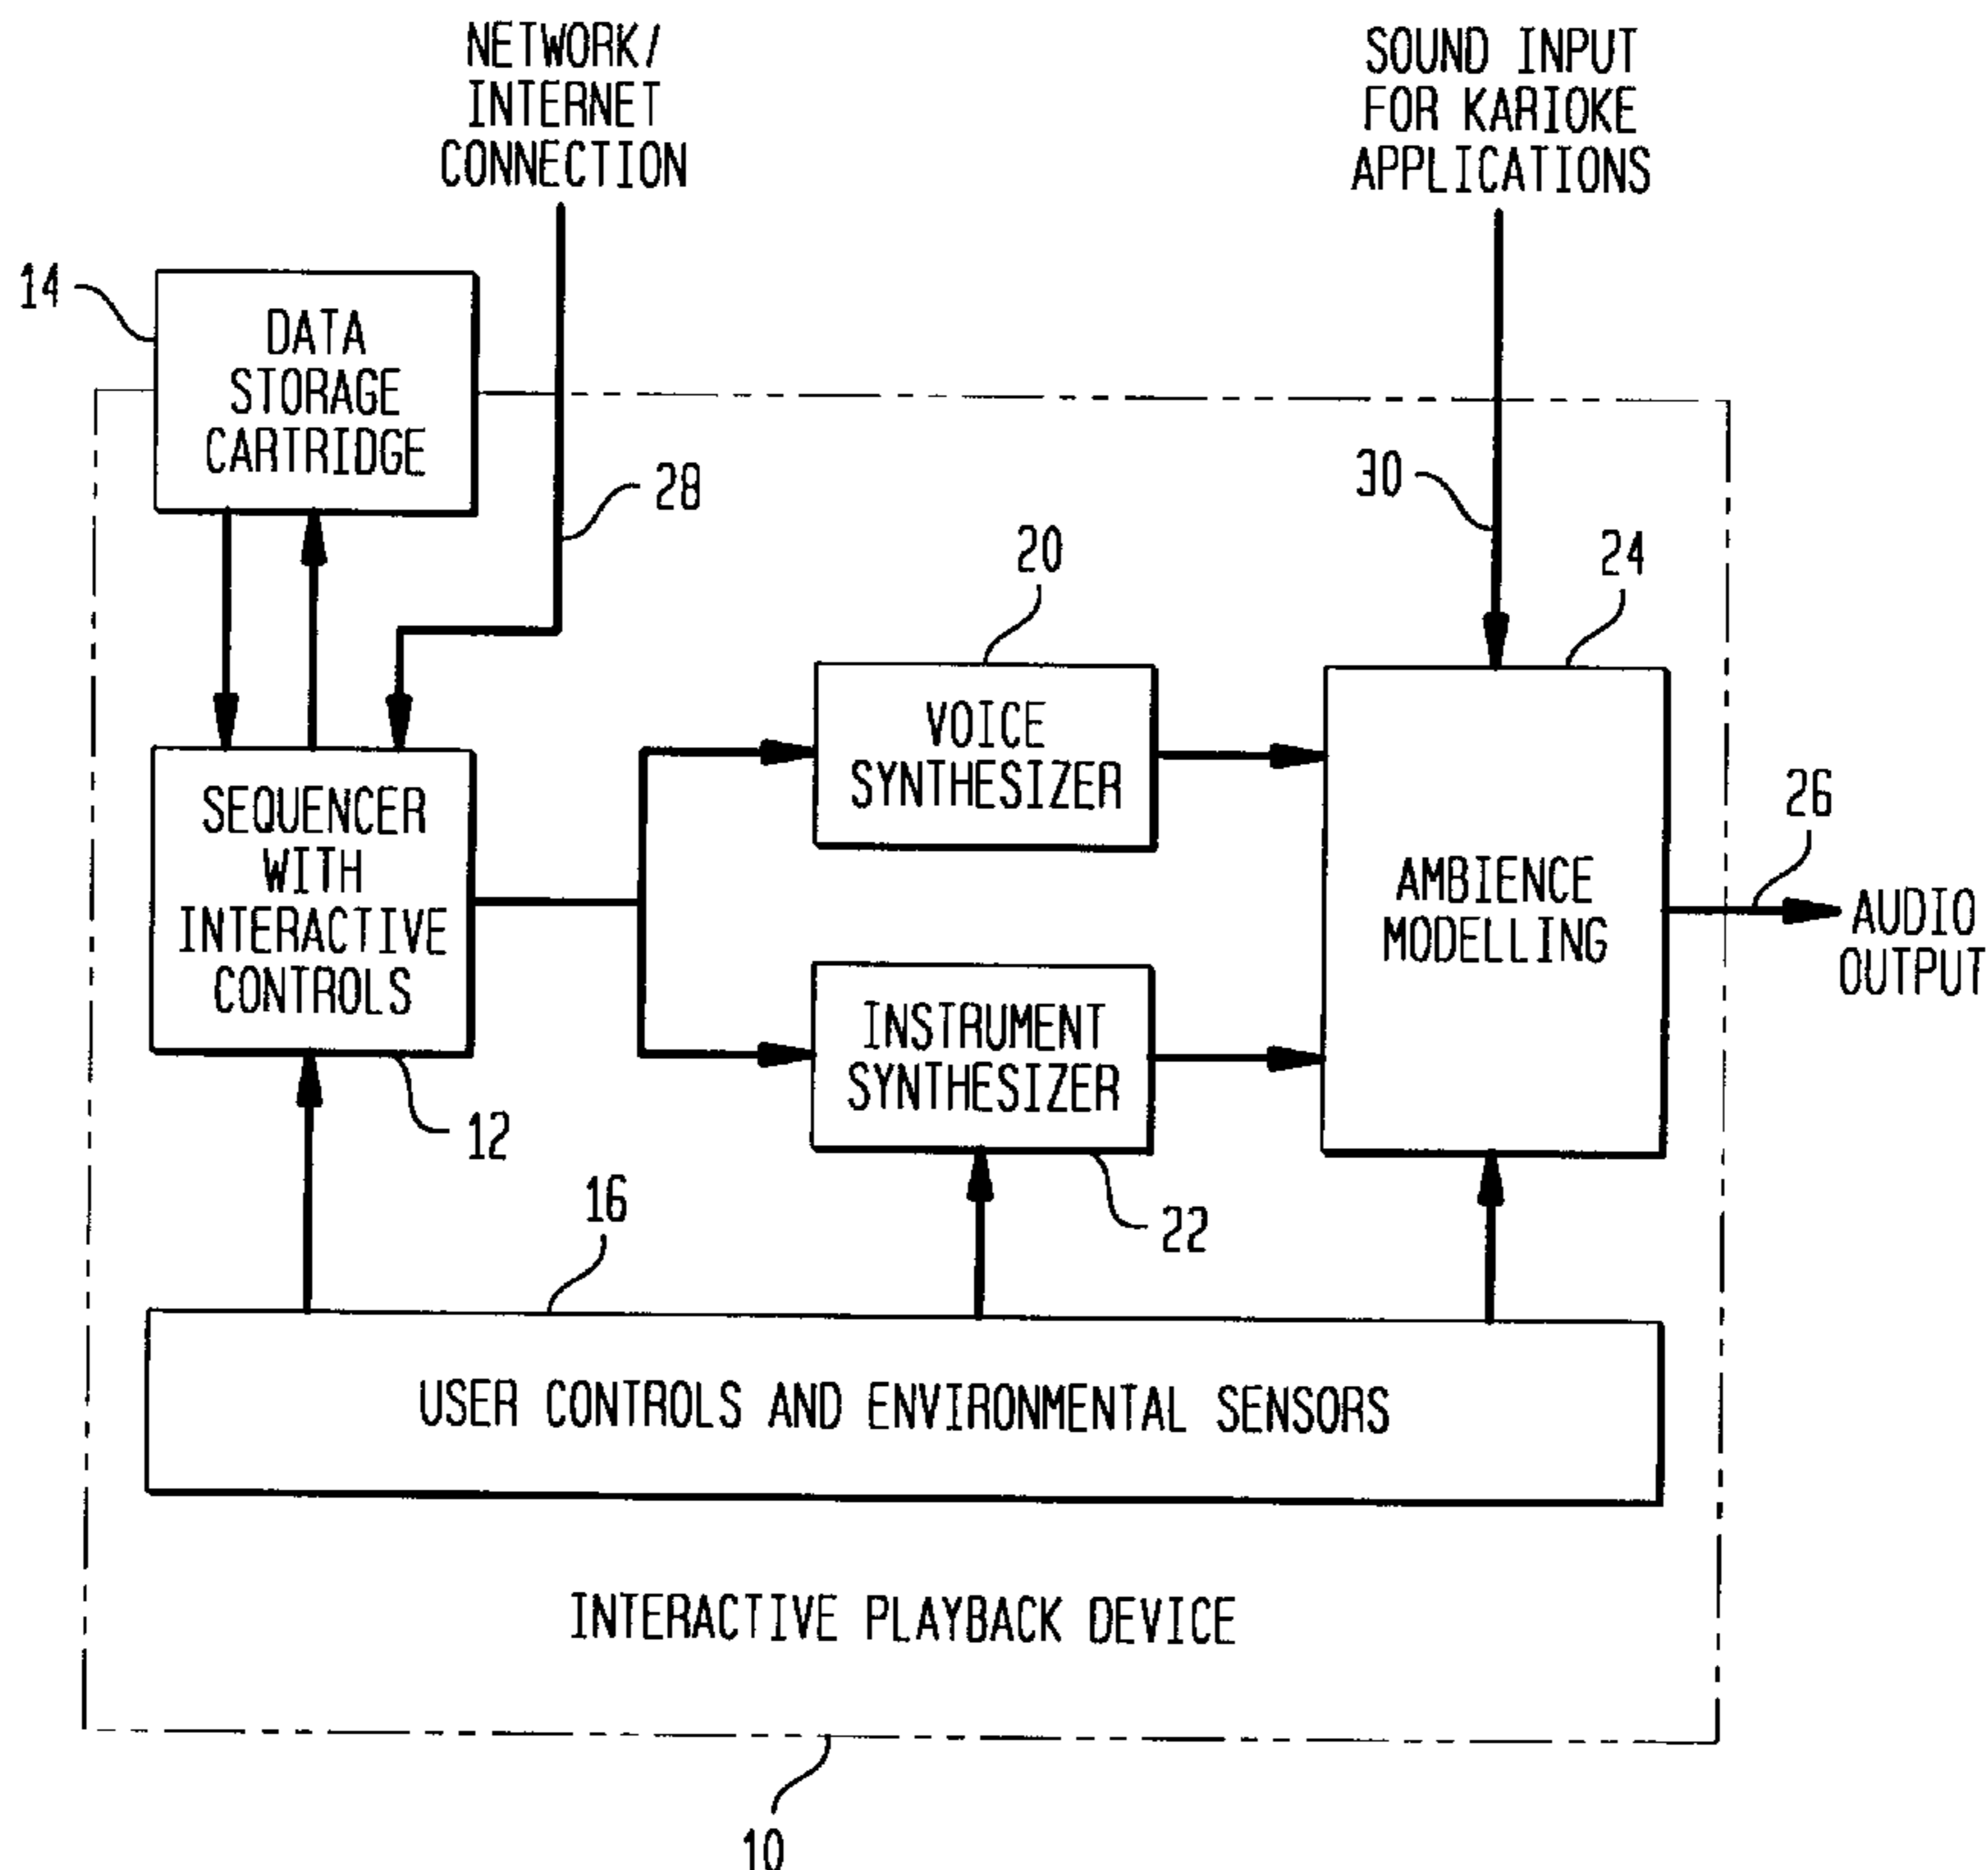 NETWORK/
INTERNET
CONNECTION
SOUND INPUT
FOR KARIOKE
APPLICATIONS
14
DATA
STORAGE
CARTRIDGE
28
30
20
24
VOICE
SYNTHESIZER
SEQUENCER
WITH
INTERACTIVE
CONTROLS
AMBIENCE
MODELLING
26
AUDIO
OUTPUT
INSTRUMENT
SYNTHESIZER
12
16
22
USER CONTROLS AND ENVIRONMENTAL SENSORS
INTERACTIVE PLAYBACK DEVICE
10